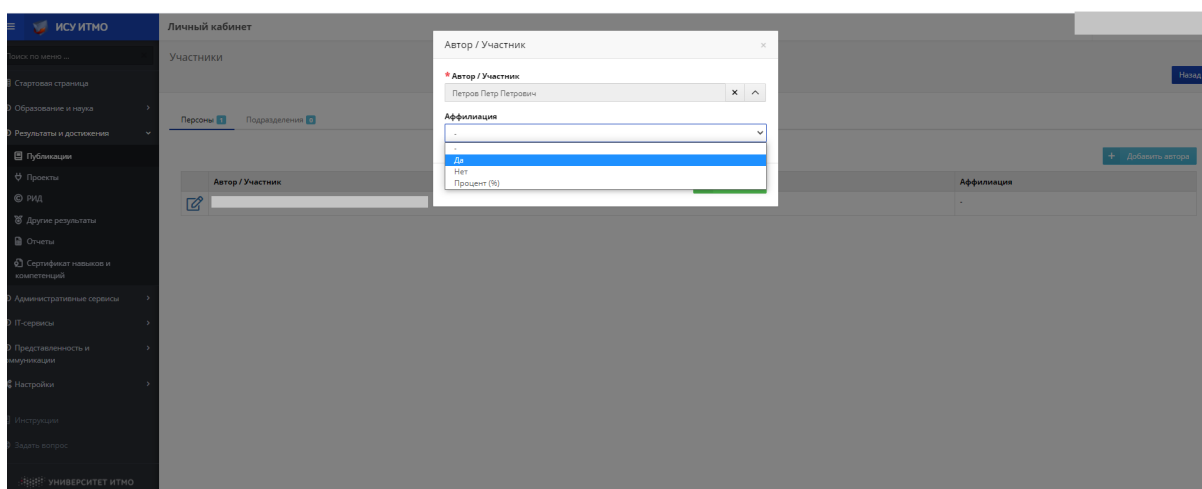 ИСУ ИТМО
Поиск по меню ...
Стартовая страница
Образование и наука
Результаты и достижения
Публикации
Проекты
РИД
Другие результаты
Отчеты
Сертификат навыков и
компетенций
Административные сервисы
IT-сервисы
Представленность и
коммуникации
Настройки
Инструкции
Задать вопрос
УНИВЕРСИТЕТ ИТМО
Личный кабинет
Участники
Назад
Персоны 1 Подразделения 0
+ Добавить автора
Автор / Участник Аффилиация
-
Автор / Участник ×
* Автор / Участник
Петров Петр Петрович
Аффилиация
-
-
Да
Нет
Процент (%)